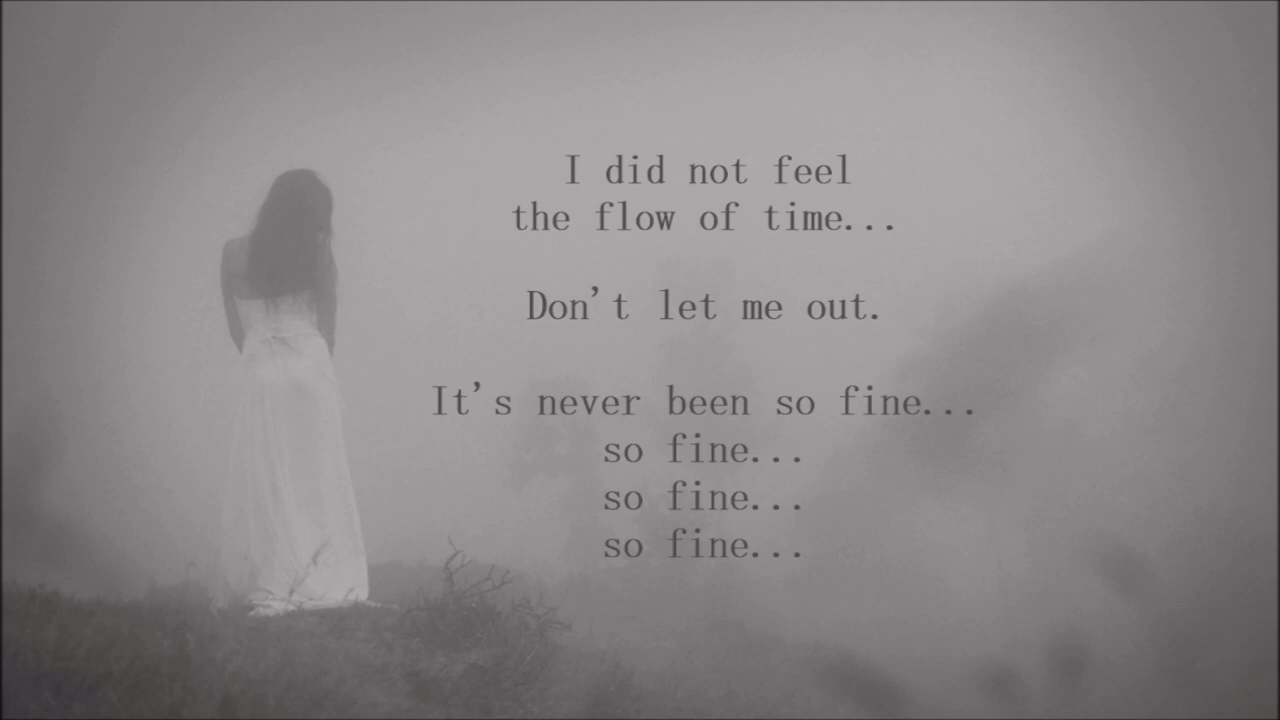 I did not feel
the flow of time...
Don't let me out.
It's never been so fine...
so fine...
so fine...
so fine...